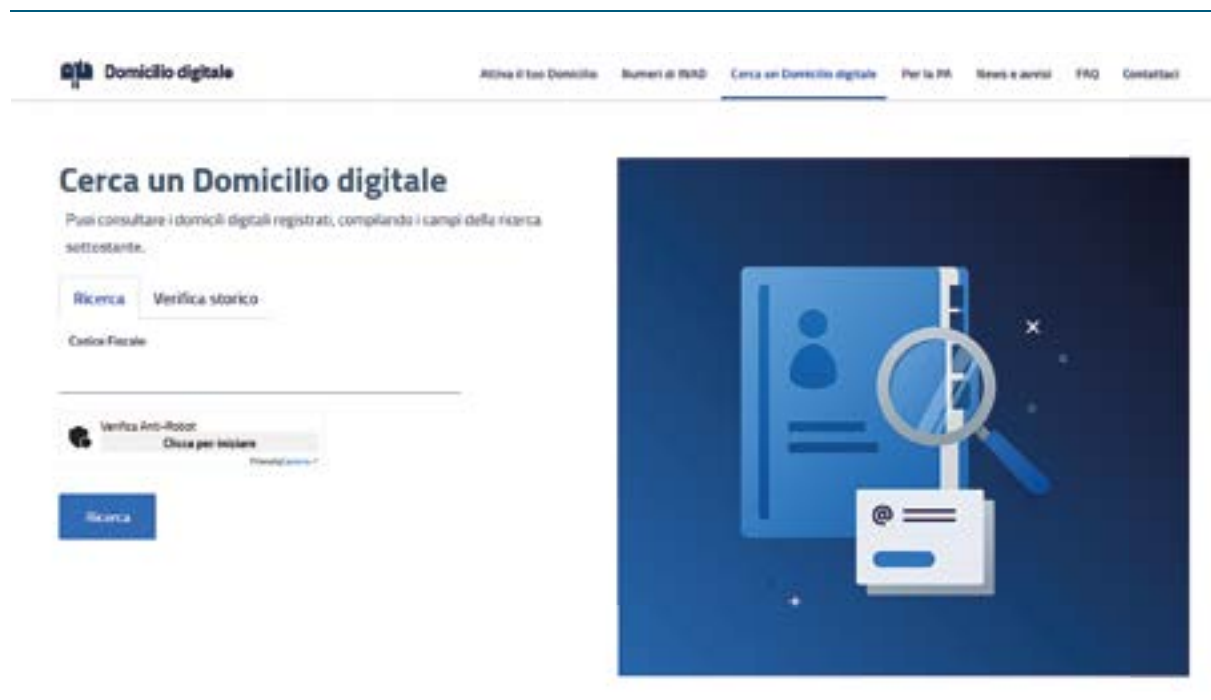 Domicilio digitale
Attiva il tuo Domicilio Numeri di INAD Cerca un Domicilio digitale Per la PA News e avvisi FAQ Contattaci
Cerca un Domicilio digitale
Puoi consultare i domicili digitali registrati, compilando i campi della ricerca
sottostante.
Ricerca Verifica storico
Codice Fiscale
Verifica Anti-Robot
Clicca per iniziare
Ricerca
@